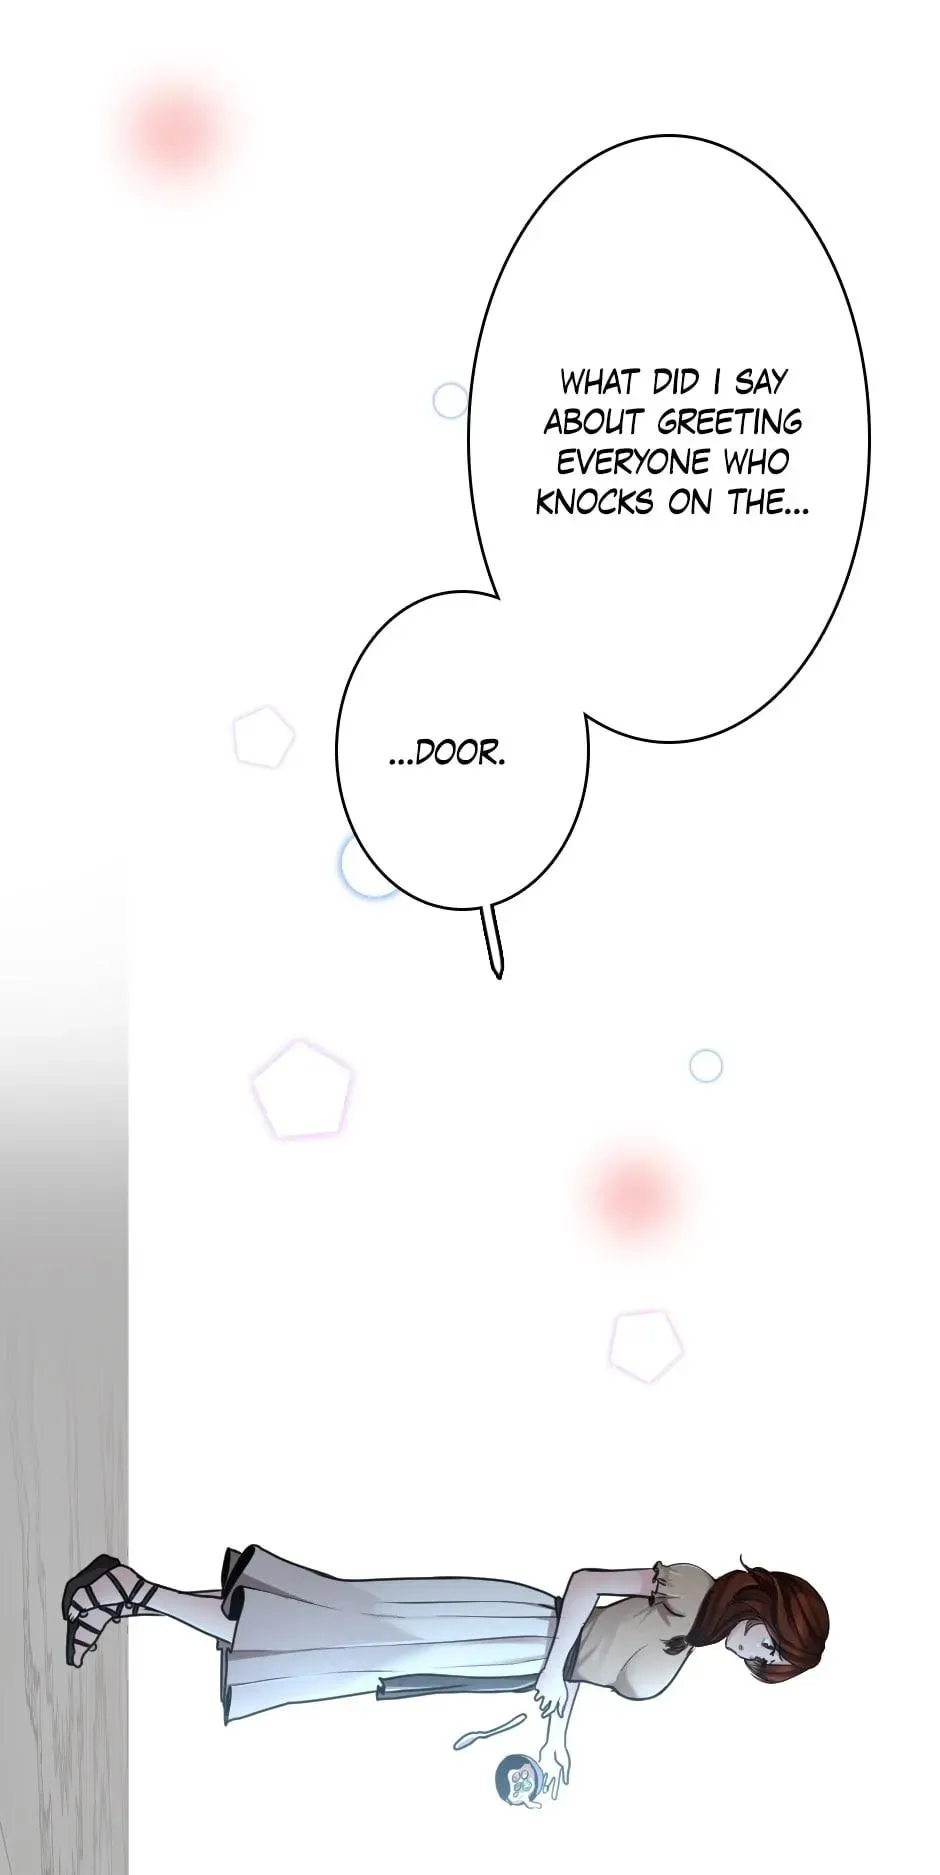 WHAT DID I SAY
ABOUT GREETING
EVERYONE WHO
KNOCKS ON THE...
...DOOR.